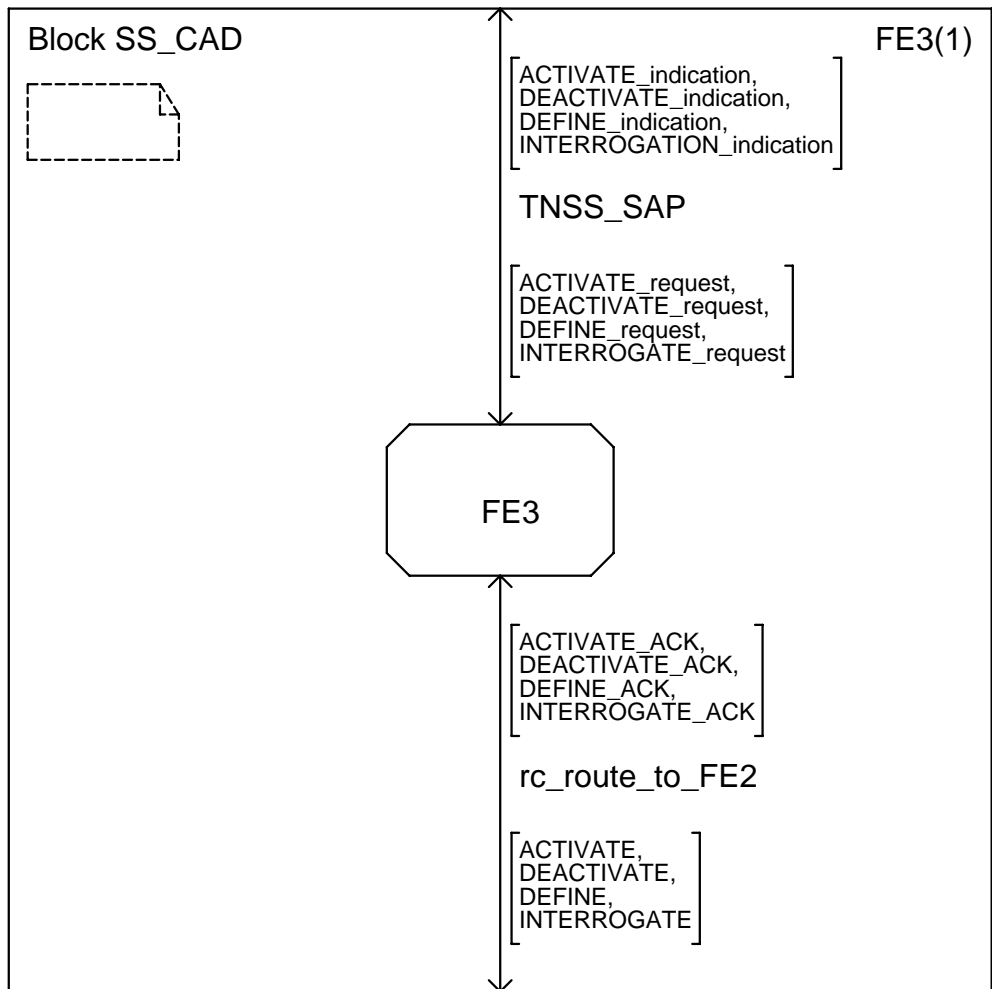 Block SS_CAD
FE3(1)
ACTIVATE_indication,
DEACTIVATE_indication,
DEFINE_indication,
INTERROGATION_indication
TNSS_SAP
ACTIVATE_request,
DEACTIVATE_request,
DEFINE_request,
INTERROGATE_request
FE3
ACTIVATE_ACK,
DEACTIVATE_ACK,
DEFINE_ACK,
INTERROGATE_ACK
rc_route_to_FE2
ACTIVATE,
DEACTIVATE,
DEFINE,
INTERROGATE